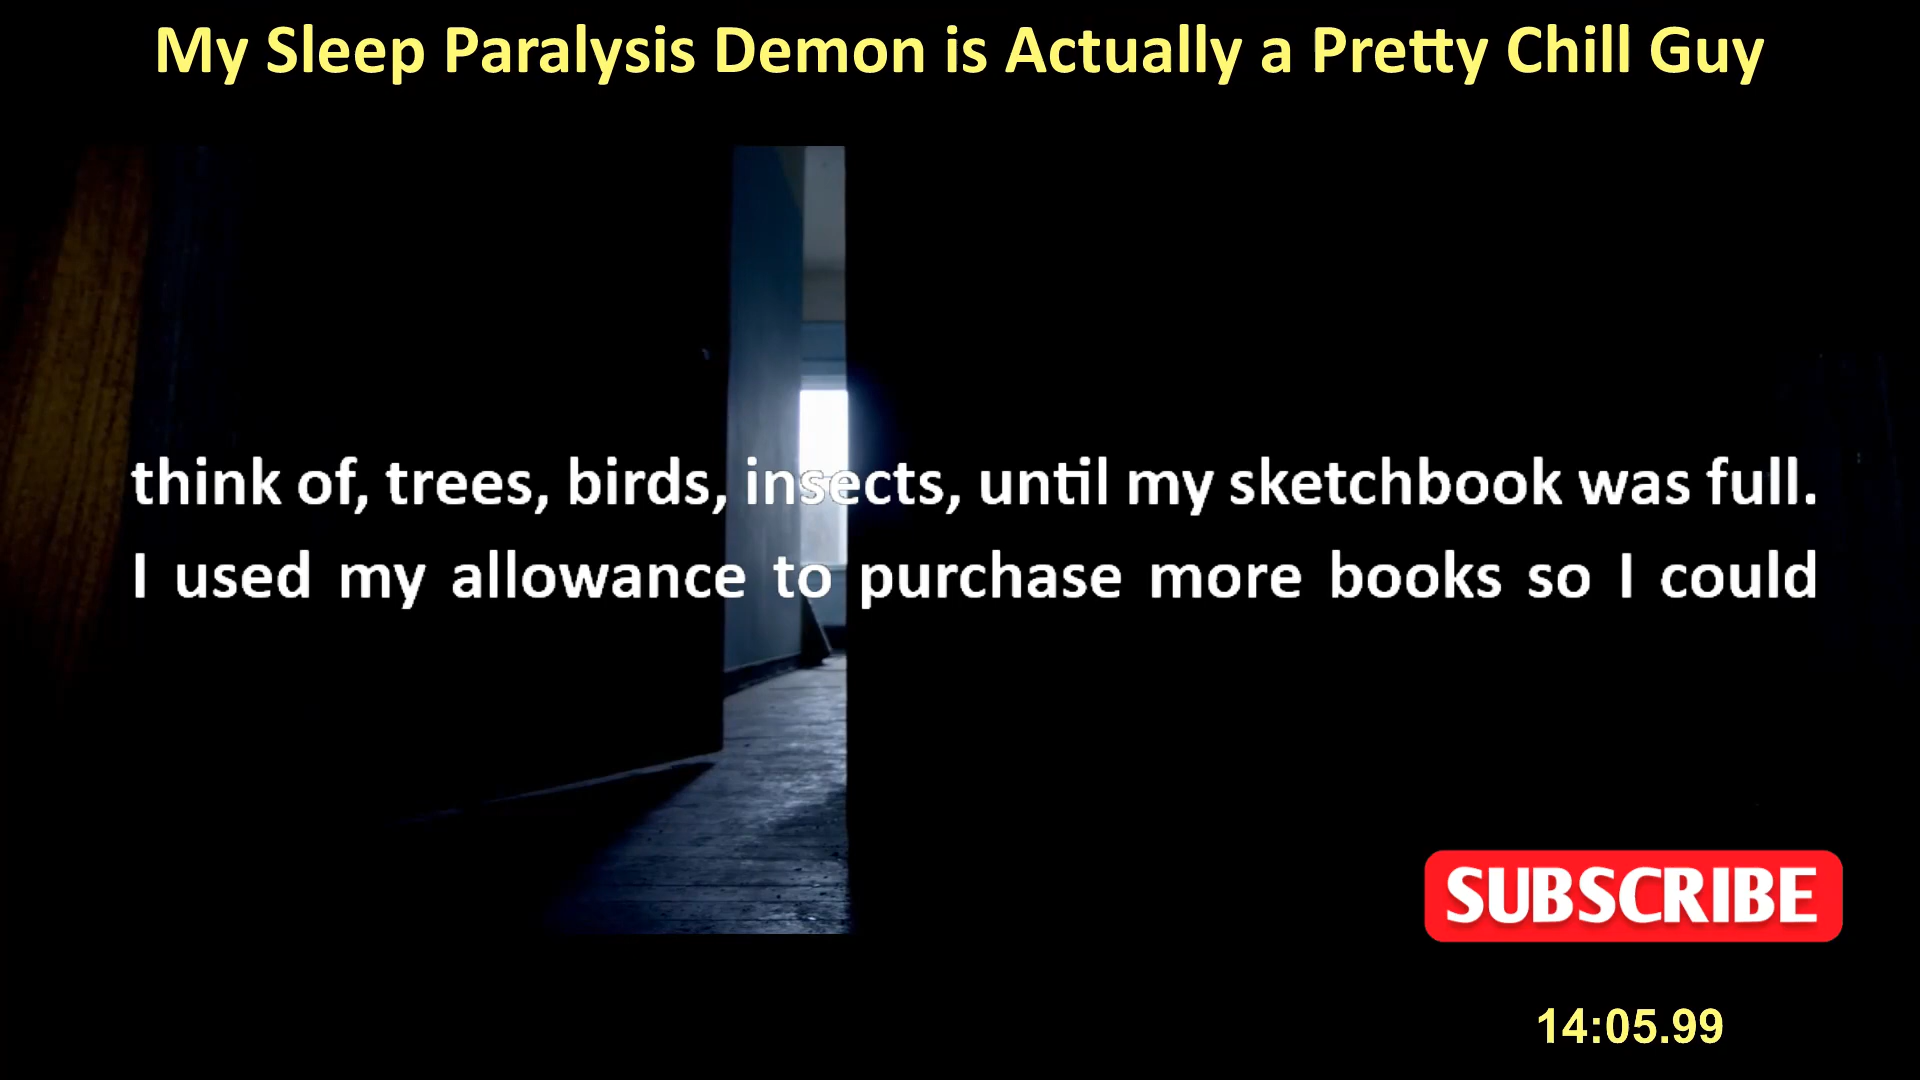 My Sleep Paralysis Demon is Actually a Pretty Chill Guy
think of, trees, birds, insects, until my sketchbook was full.
I used my allowance to purchase more books so I could
SUBSCRIBE
14:05.99